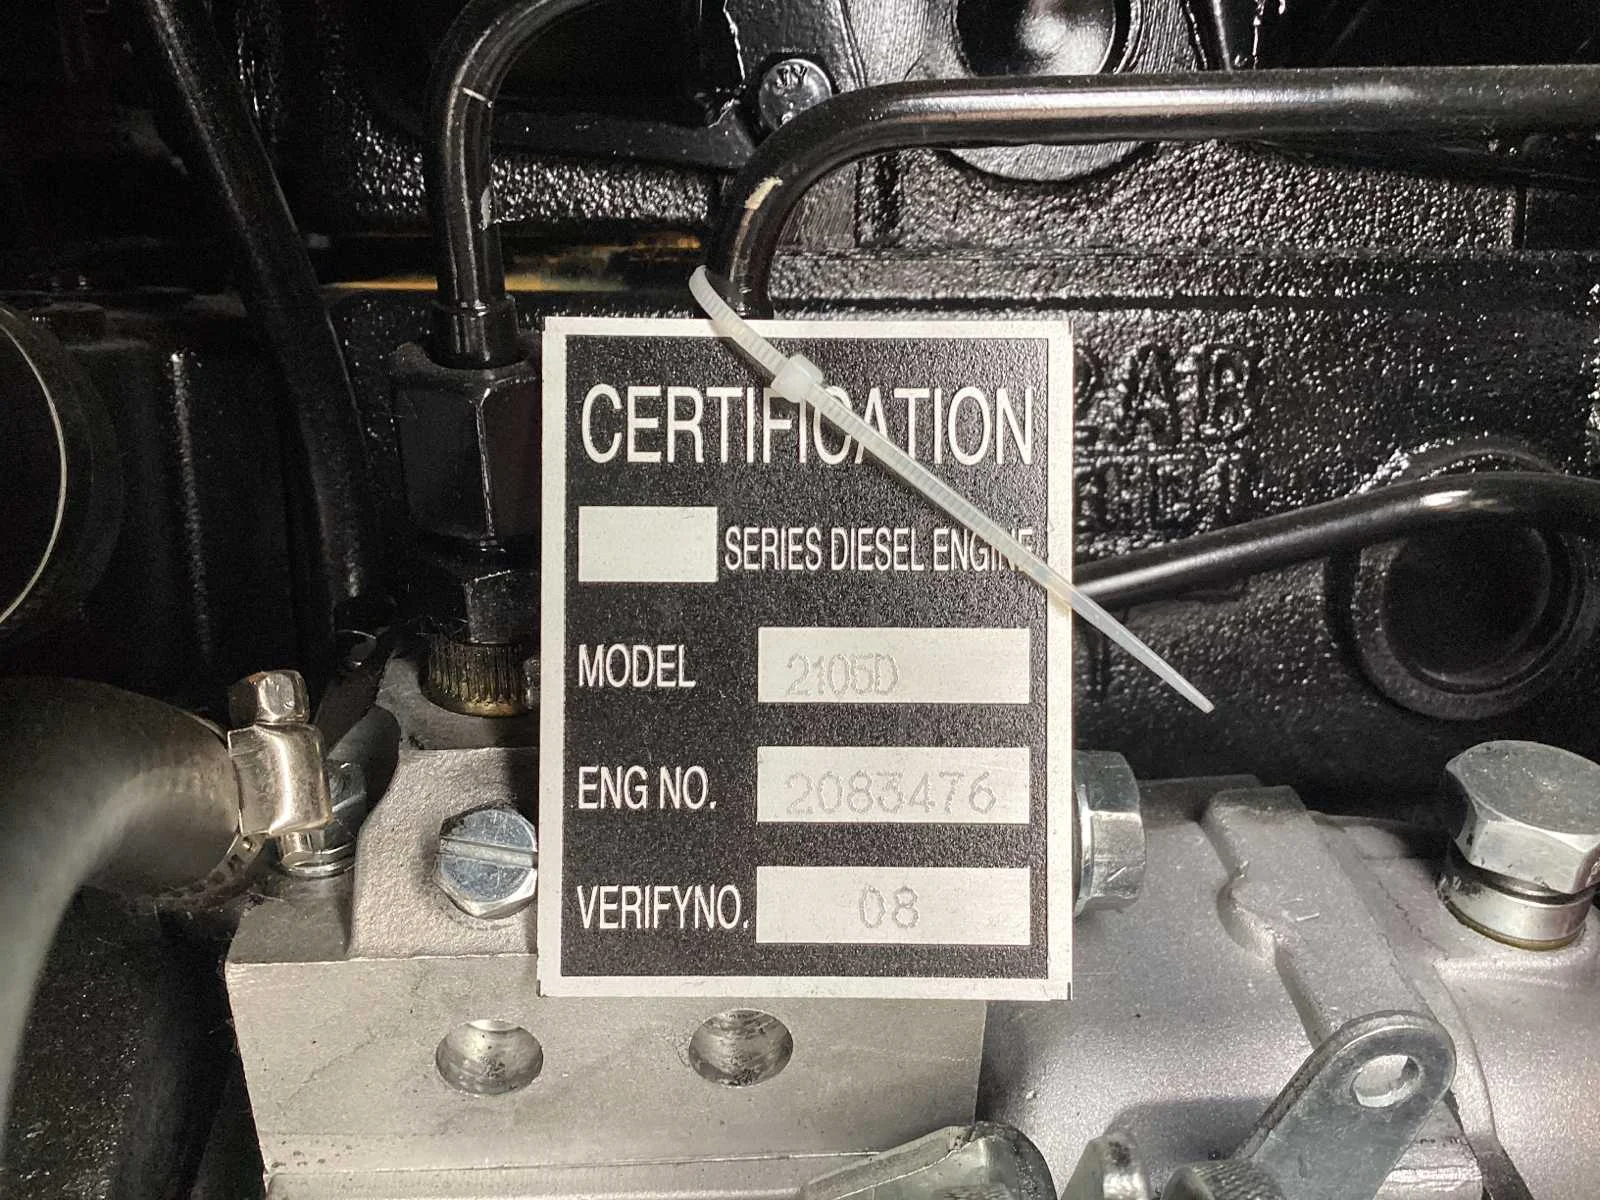 CERTIFICATION
SERIES DIESEL ENGINE
MODEL 2105D
ENG NO. 2083476
VERIFYNO. 08